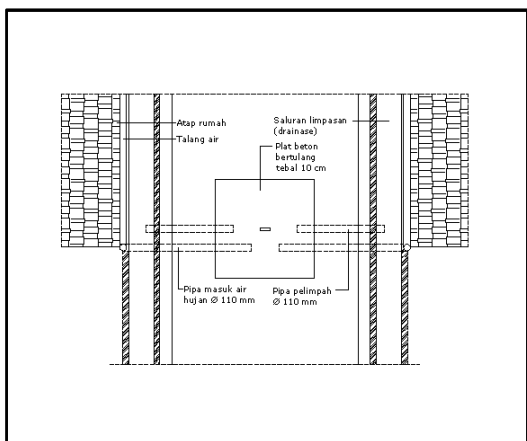 Atap rumah
Talang air
Saluran limpasan
(drainase)
Plat beton
bertulang
tebal 10 cm
Pipa masuk air
hujan Ø 110 mm
Pipa pelimpah
Ø 110 mm